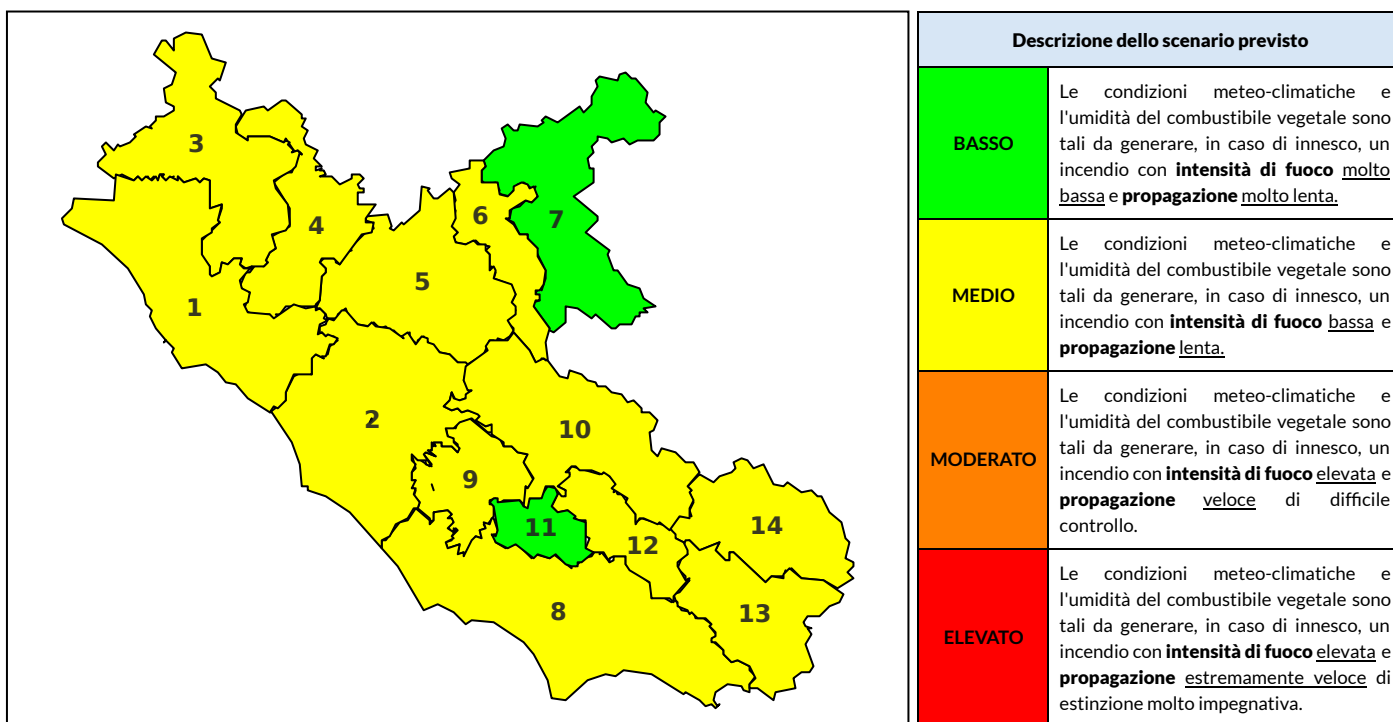 3
4
6
7
1
5
2
10
9
11
12
14
8
13
Descrizione dello scenario previsto
BASSO
Le condizioni meteo-climatiche e
l'umidità del combustibile vegetale sono
tali da generare, in caso di innesco, un
incendio con intensità di fuoco molto
bassa e propagazione molto lenta.
MEDIO
Le condizioni meteo-climatiche e
l'umidità del combustibile vegetale sono
tali da generare, in caso di innesco, un
incendio con intensità di fuoco bassa e
propagazione lenta.
MODERATO
Le condizioni meteo-climatiche e
l'umidità del combustibile vegetale sono
tali da generare, in caso di innesco, un
incendio con intensità di fuoco elevata e
propagazione veloce di difficile
controllo.
ELEVATO
Le condizioni meteo-climatiche e
l'umidità del combustibile vegetale sono
tali da generare, in caso di innesco, un
incendio con intensità di fuoco elevata e
propagazione estremamente veloce di
estinzione molto impegnativa.